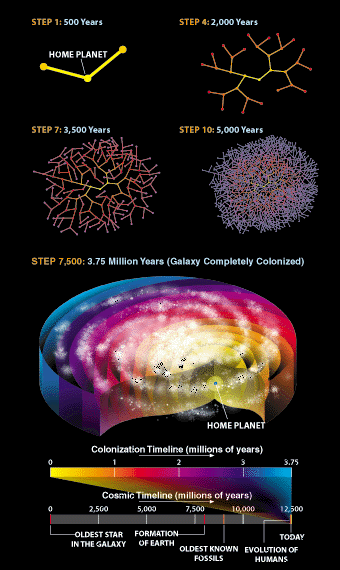 STEP 1: 500 Years
STEP 4: 2,000 Years
HOME PLANET
STEP 7: 3,500 Years
STEP 10: 5,000 Years
STEP 7,500: 3.75 Million Years (Galaxy Completely Colonized)
HOME PLANET
Colonization Timeline (millions of years)
0 1 2 3 3.75
Cosmic Timeline (millions of years)
0 2,500 5,000 7,500 10,000 12,500
OLDEST STAR
IN THE GALAXY
FORMATION
OF EARTH
OLDEST KNOWN
FOSSILS
EVOLUTION OF
HUMANS
TODAY